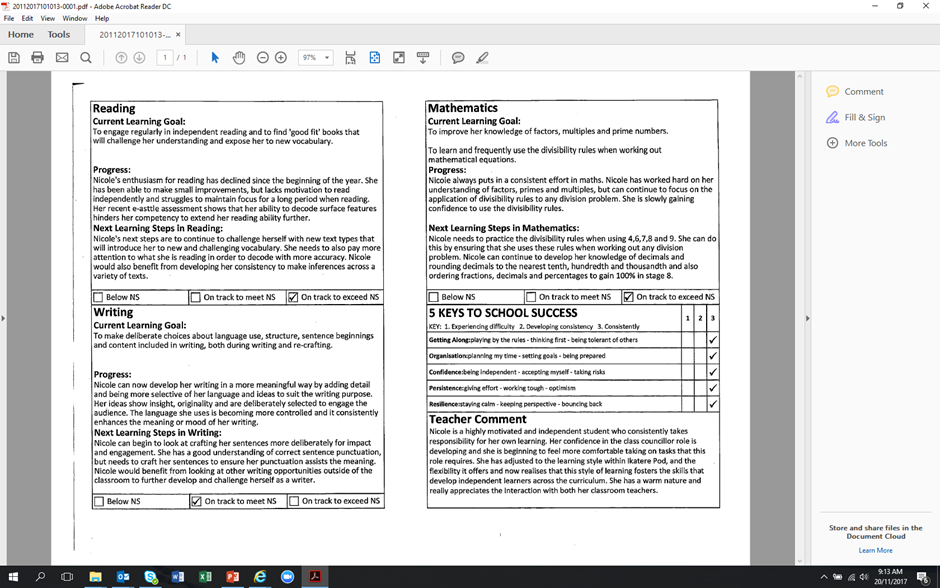 20112017101013-0001.pdf - Adobe Acrobat Reader DC
File Edit View Window Help
Home Tools 20112017101013-... ×
1 / 1 97%
Reading
Current Learning Goal:
To engage regularly in independent reading and to find 'good fit' books that
will challenge her understanding and expose her to new vocabulary.
Progress:
Nicole's enthusiasm for reading has declined since the beginning of the year. She
has been able to make small improvements, but lacks motivation to read
independently and struggles to maintain focus for a long period when reading.
Her recent e-asttle assessment shows that her ability to decode surface features
hinders her competency to extend her reading ability further.
Next Learning Steps in Reading:
Nicole's next steps are to continue to challenge herself with new text types that
will introduce her to new and challenging vocabulary. She needs to also pay more
attention to what she is reading in order to decode with more accuracy. Nicole
would also benefit from developing her consistency to make inferences across a
variety of texts.
Below NS On track to meet NS On track to exceed NS
Writing
Current Learning Goal:
To make deliberate choices about language use, structure, sentence beginnings
and content included in writing, both during writing and re-crafting.
Progress:
Nicole can now develop her writing in a more meaningful way by adding detail
and being more selective of her language and ideas to suit the writing purpose.
Her ideas show insight, originality and are deliberately selected to engage the
audience. The language she uses is becoming more controlled and it consistently
enhances the meaning or mood of her writing.
Next Learning Steps in Writing:
Nicole can begin to look at crafting her sentences more deliberately for impact
and engagement. She has a good understanding of correct sentence punctuation,
but needs to craft her sentences to ensure her punctuation assists the meaning.
Nicole would benefit from looking at other writing opportunities outside of the
classroom to further develop and challenge herself as a writer.
Below NS On track to meet NS On track to exceed NS
Mathematics
Current Learning Goal:
To improve her knowledge of factors, multiples and prime numbers.
To learn and frequently use the divisibility rules when working out
mathematical equations.
Progress:
Nicole always puts in a consistent effort in maths. Nicole has worked hard on her
understanding of factors, primes and multiples, but can continue to focus on the
application of divisibility rules to any division problem. She is slowly gaining
confidence to use the divisibility rules.
Next Learning Steps in Mathematics:
Nicole needs to practice the divisibility rules when using 4,6,7,8 and 9. She can do
this by ensuring that she uses these rules when working out any division
problem. Nicole can continue to develop her knowledge of decimals and
rounding decimals to the nearest tenth, hundredth and thousandth and also
ordering fractions, decimals and percentages to gain 100% in stage 8.
Below NS On track to meet NS On track to exceed NS
5 KEYS TO SCHOOL SUCCESS 1 2 3
KEY: 1. Experiencing difficulty 2. Developing consistency 3. Consistently
Getting Along:playing by the rules - thinking first - being tolerant of others
Organisation:planning my time - setting goals - being prepared
Confidence:being independent - accepting myself - taking risks
Persistence:giving effort - working tough - optimism
Resilience:staying calm - keeping perspective - bouncing back
Teacher Comment
Nicole is a highly motivated and independent student who consistently takes
responsibility for her own learning. Her confidence in the class councillor role is
developing and she is beginning to feel more comfortable taking on tasks that this
role requires. She has adjusted to the learning style within Ikatere Pod, and the
flexibility it offers and now realises that this style of learning fosters the skills that
develop independent learners across the curriculum. She has a warm nature and
really appreciates the interaction with both her classroom teachers.
Comment
Fill & Sign
More Tools
Store and share files in the
Document Cloud
Learn More
9:13 AM
20/11/2017